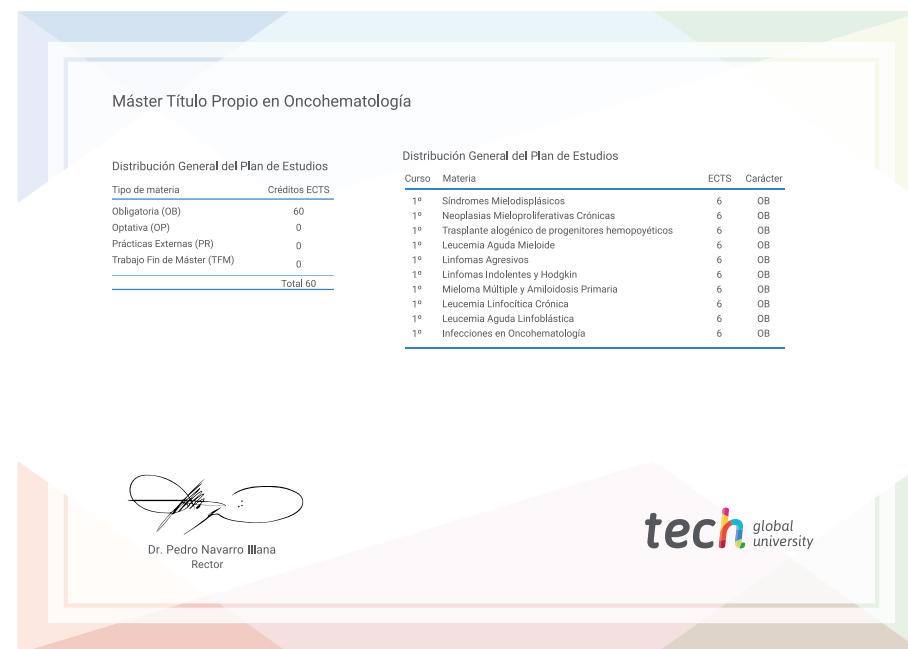 Máster Título Propio en Oncohematología
Distribución General del Plan de Estudios
Tipo de materia Créditos ECTS
Obligatoria (OB) 60
Optativa (OP) 0
Prácticas Externas (PR) 0
Trabajo Fin de Máster (TFM) 0
Total 60
Distribución General del Plan de Estudios
Curso Materia ECTS Carácter
1º Síndromes Mielodisplásicos 6 OB
1º Neoplasias Mieloproliferativas Crónicas 6 OB
1º Trasplante alogénico de progenitores hemopoyéticos 6 OB
1º Leucemia Aguda Mieloide 6 OB
1º Linfomas Agresivos 6 OB
1º Linfomas Indolentes y Hodgkin 6 OB
1º Mieloma Múltiple y Amiloidosis Primaria 6 OB
1º Leucemia Linfocítica Crónica 6 OB
1º Leucemia Aguda Linfoblástica 6 OB
1º Infecciones en Oncohematología 6 OB
Dr. Pedro Navarro Illana
Rector
tech global
university